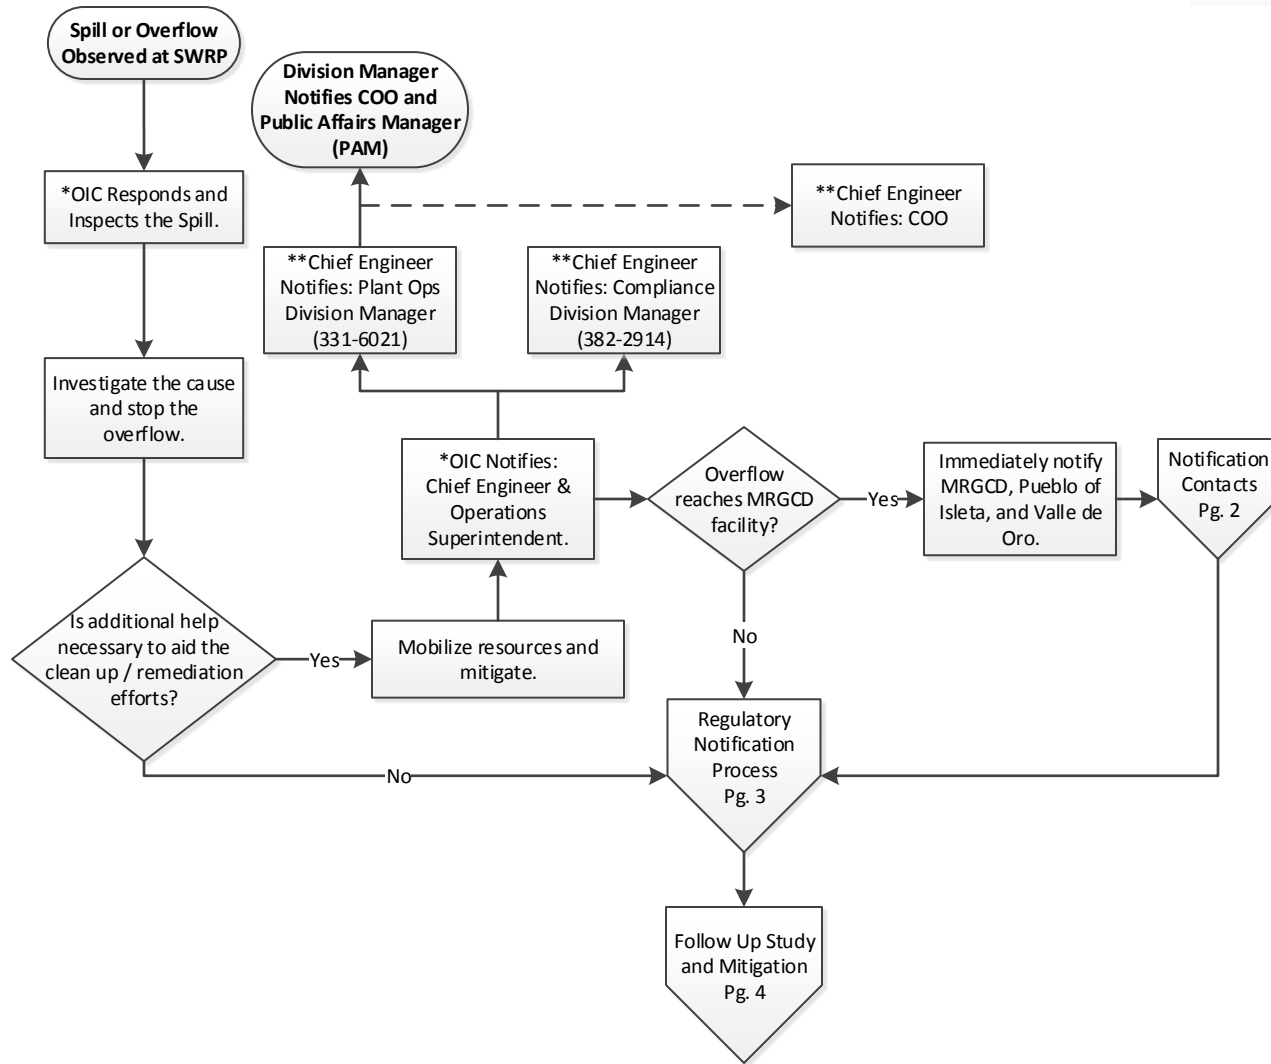 Spill or Overflow
Observed at SWRP
Division Manager
Notifies COO and
Public Affairs Manager
(PAM)
*OIC Responds and
Inspects the Spill.
**Chief Engineer
Notifies: COO
**Chief Engineer
Notifies: Plant Ops
Division Manager
(331-6021)
**Chief Engineer
Notifies: Compliance
Division Manager
(382-2914)
Investigate the cause
and stop the
overflow.
*OIC Notifies:
Chief Engineer &
Operations
Superintendent.
Overflow
reaches MRGCD
facility?
Yes
Immediately notify
MRGCD, Pueblo of
Isleta, and Valle de
Oro.
Notification
Contacts
Pg. 2
Is additional help
necessary to aid the
clean up / remediation
efforts?
Yes
Mobilize resources and
mitigate.
No
Regulatory
Notification
Process
Pg. 3
No
Follow Up Study
and Mitigation
Pg. 4